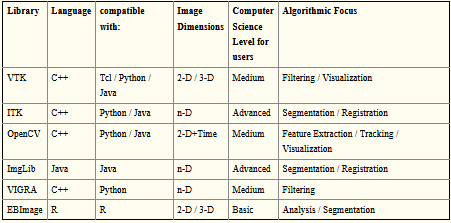 Library Language compatible with: Image Dimensions Computer Science Level for users Algorithmic Focus
VTK C++ Tcl / Python / Java 2-D / 3-D Medium Filtering / Visualization
ITK C++ Python / Java n-D Advanced Segmentation / Registration
OpenCV C++ Python / Java 2-D+Time Medium Feature Extraction / Tracking / Visualization
ImgLib Java Java n-D Advanced Segmentation / Registration
VIGRA C++ Python n-D Medium Filtering
EBImage R R 2-D / 3-D Basic Analysis / Segmentation